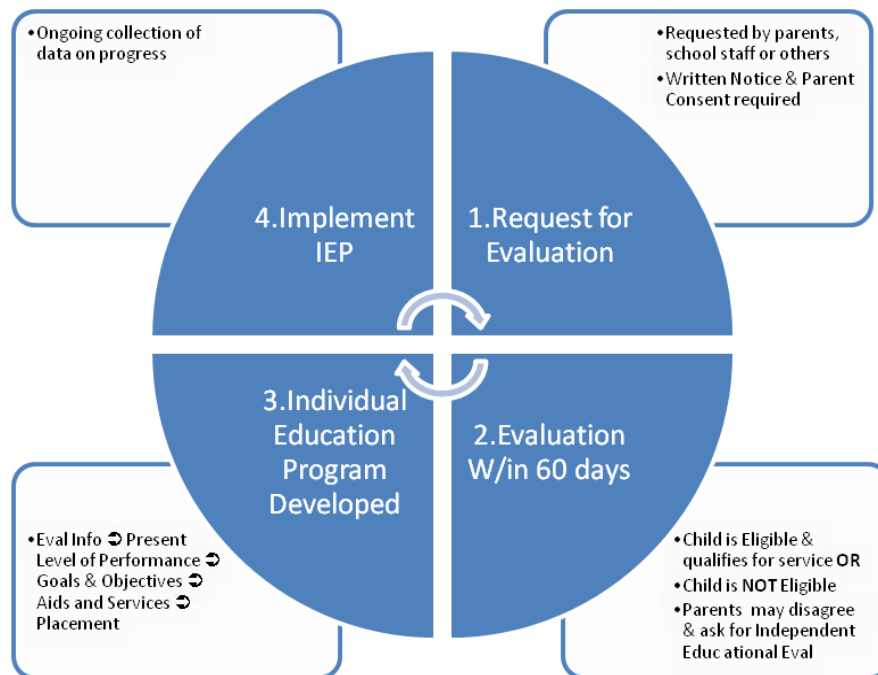 •Ongoing collection of
data on progress
•Requested by parents,
school staff or others
•Written Notice & Parent
Consent required
4.Implement
IEP
1.Request for
Evaluation
3.Individual
Education
Program
Developed
2.Evaluation
W/in 60 days
•Eval Info ➲ Present
Level of Performance ➲
Goals & Objectives ➲
Aids and Services ➲
Placement
•Child is Eligible &
qualifies for service OR
•Child is NOT Eligible
•Parents may disagree
& ask for Independent
Educational Eval